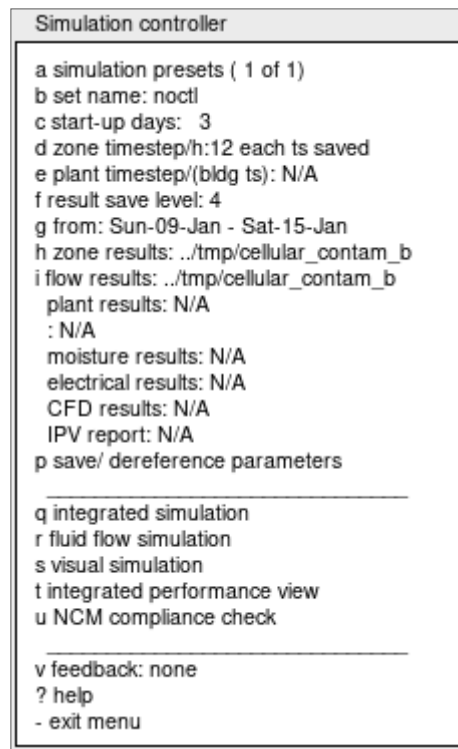 Simulation controller
a simulation presets ( 1 of 1)
b set name: noctl
c start-up days:   3
d zone timestep/h:12 each ts saved
e plant timestep/(bldg ts): N/A
f result save level: 4
g from: Sun-09-Jan - Sat-15-Jan
h zone results: ../tmp/cellular_contam_b
i flow results: ../tmp/cellular_contam_b
plant results: N/A
: N/A
moisture results: N/A
electrical results: N/A
CFD results: N/A
IPV report: N/A
p save/ dereference parameters
q integrated simulation
r fluid flow simulation
s visual simulation
t integrated performance view
u NCM compliance check
v feedback: none
? help
- exit menu